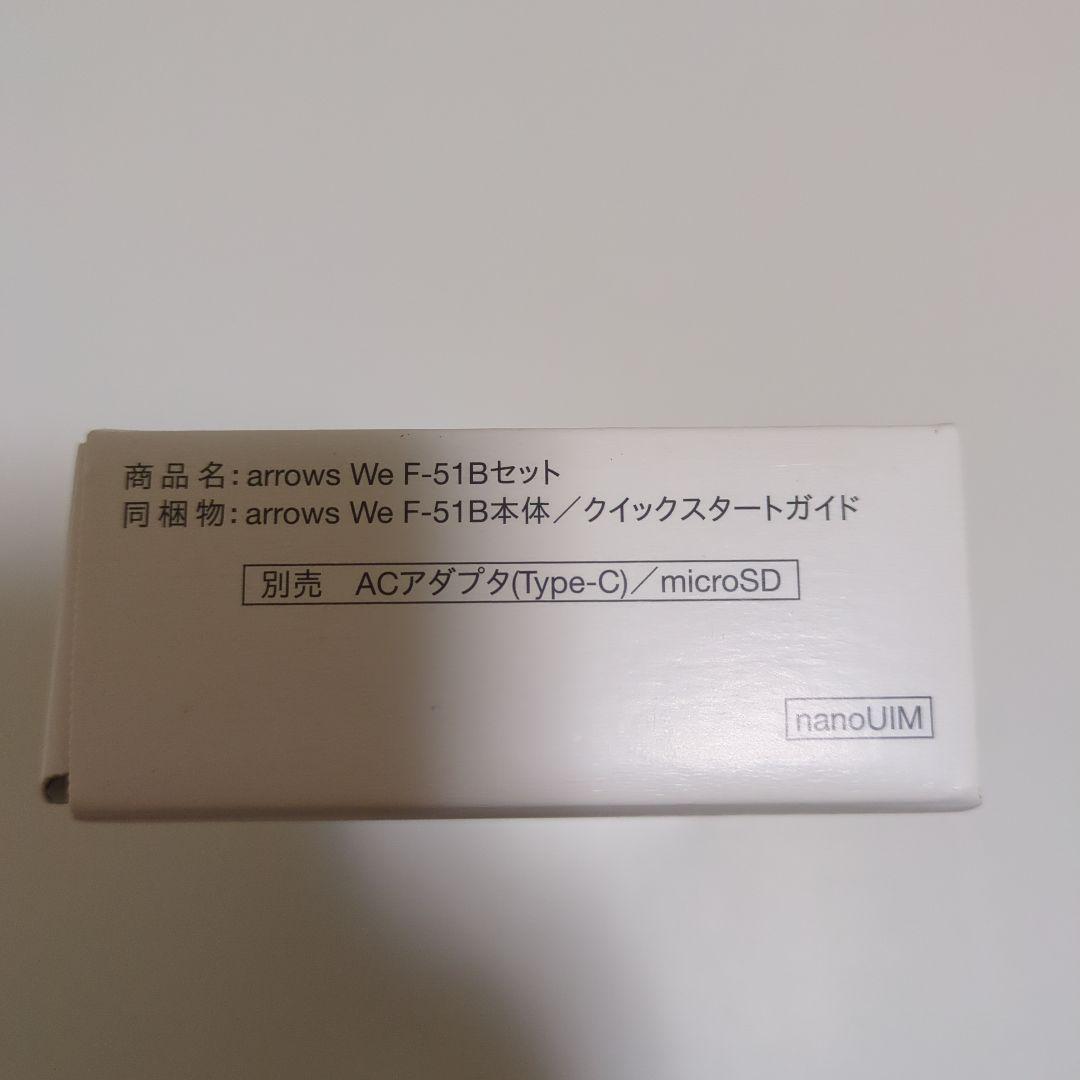 商品名:arrows We F-51Bセット
同梱物:arrows We F-51B本体／クイックスタートガイド
別売　ACアダプタ(Type-C)／microSD
nanoUIM